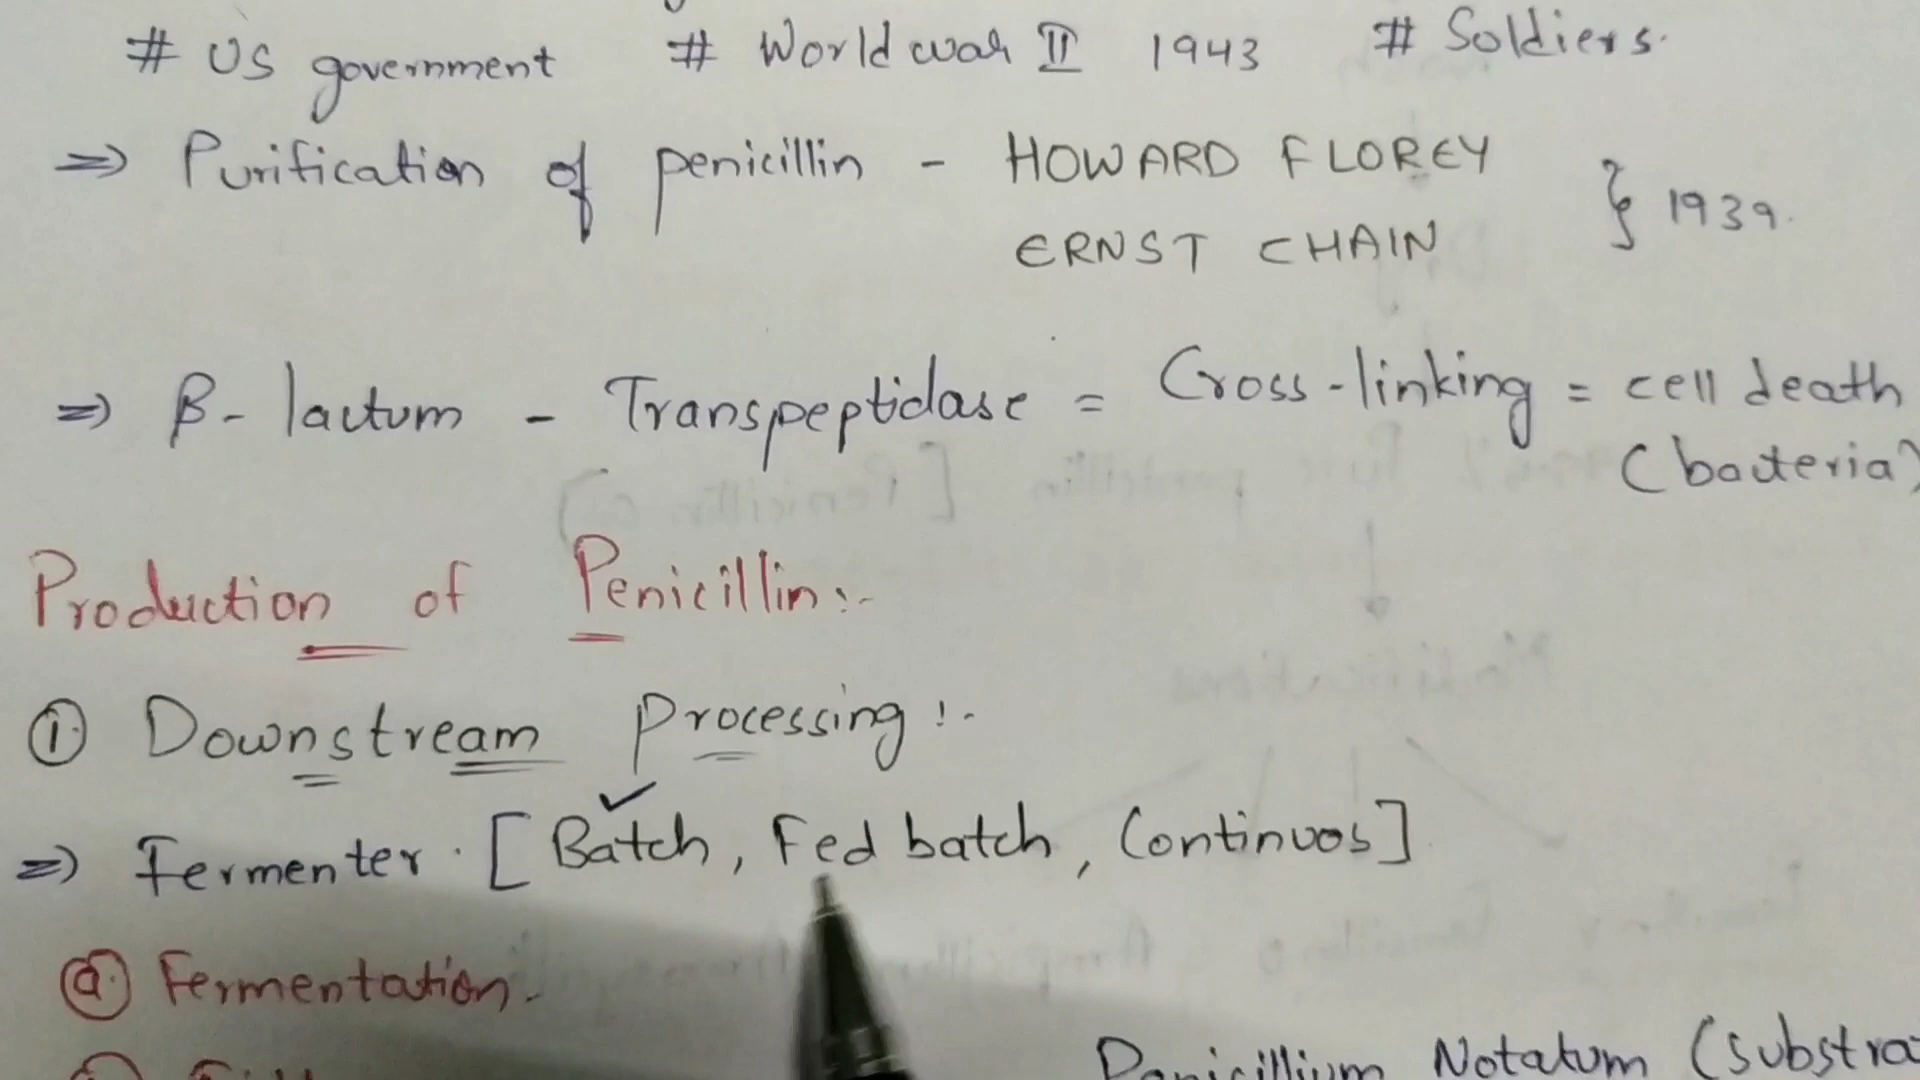 # US government # World war II 1943 # Soldiers.
⇒ Purification of penicillin - HOWARD FLOREY
ERNST CHAIN } 1939.
⇒ β- lactum - Transpeptidase = Cross-linking = cell death
(bacteria)
Production of Penicillin:-
① Downstream processing :-
⇒ Fermenter. [Batch, Fed batch, Continuos]
ⓐ Fermentation.
Penicillium Notatum (substra